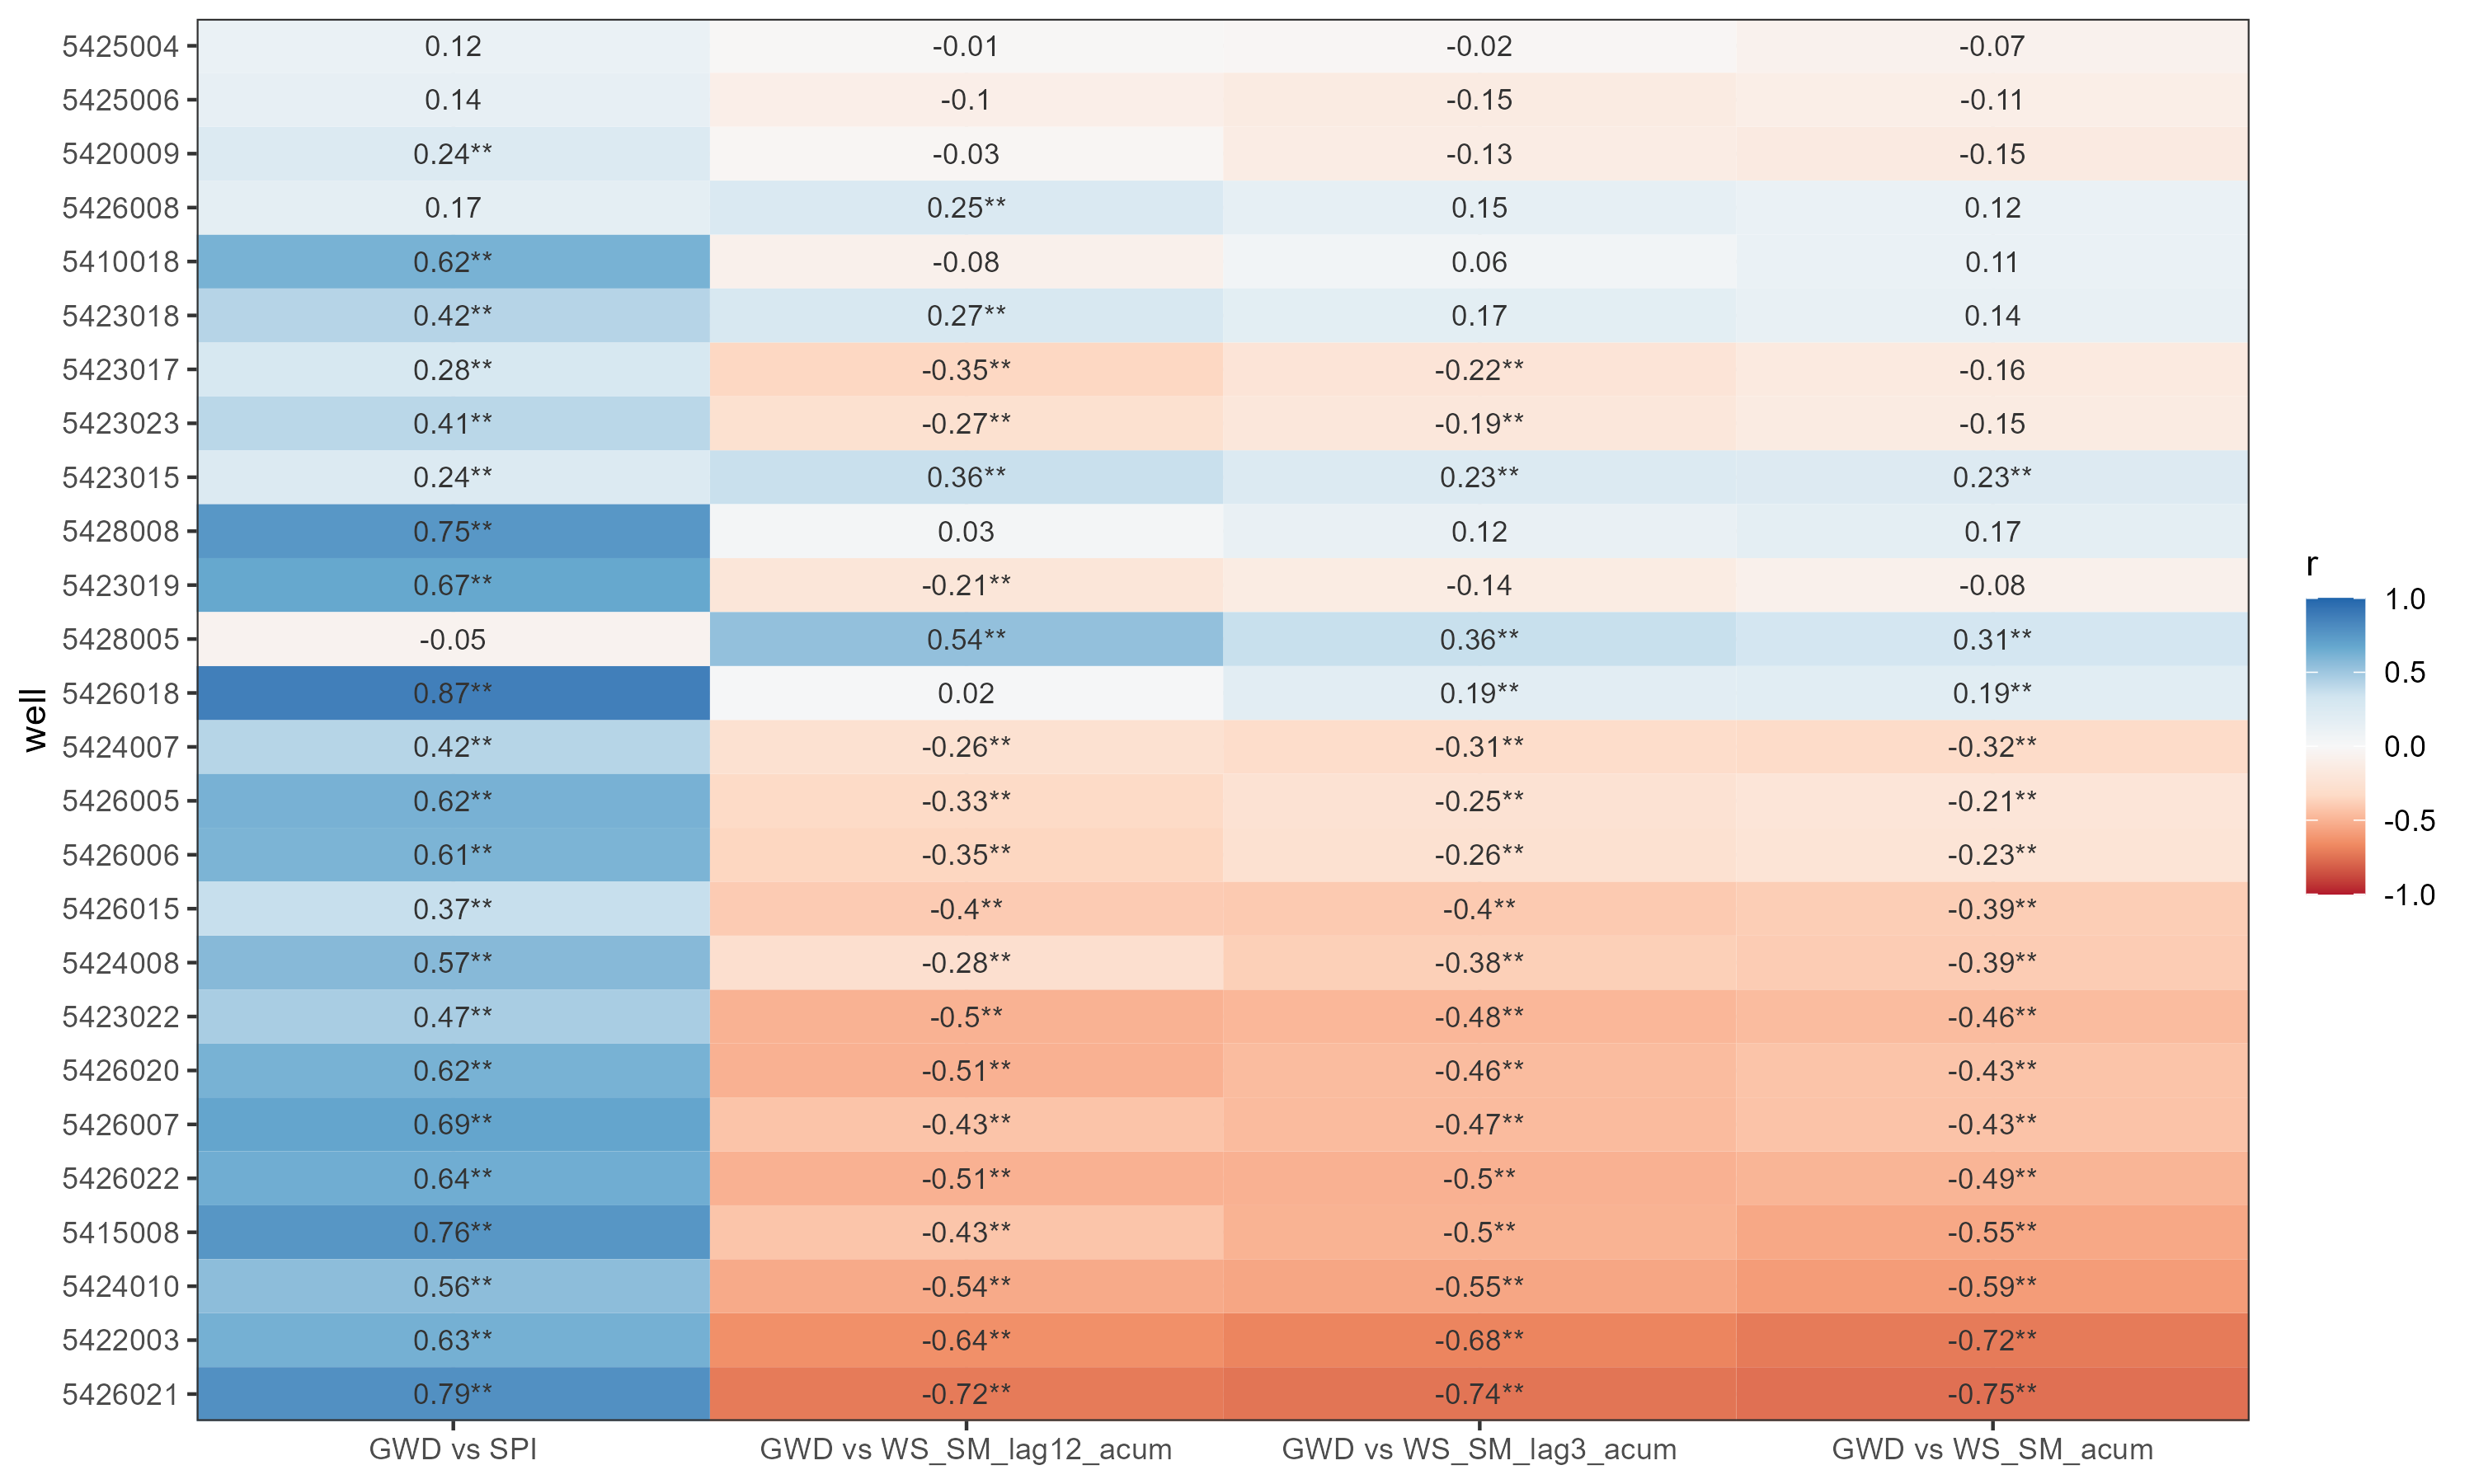 5425004 0.12 -0.01 -0.02 -0.07
5425006 0.14 -0.1 -0.15 -0.11
5420009 0.24** -0.03 -0.13 -0.15
5426008 0.17 0.25** 0.15 0.12
5410018 0.62** -0.08 0.06 0.11
5423018 0.42** 0.27** 0.17 0.14
5423017 0.28** -0.35** -0.22** -0.16
5423023 0.41** -0.27** -0.19** -0.15
5423015 0.24** 0.36** 0.23** 0.23**
5428008 0.75** 0.03 0.12 0.17
5423019 0.67** -0.21** -0.14 -0.08
5428005 -0.05 0.54** 0.36** 0.31**
5426018 0.87** 0.02 0.19** 0.19**
5424007 0.42** -0.26** -0.31** -0.32**
5426005 0.62** -0.33** -0.25** -0.21**
5426006 0.61** -0.35** -0.26** -0.23**
5426015 0.37** -0.4** -0.4** -0.39**
5424008 0.57** -0.28** -0.38** -0.39**
5423022 0.47** -0.5** -0.48** -0.46**
5426020 0.62** -0.51** -0.46** -0.43**
5426007 0.69** -0.43** -0.47** -0.43**
5426022 0.64** -0.51** -0.5** -0.49**
5415008 0.76** -0.43** -0.5** -0.55**
5424010 0.56** -0.54** -0.55** -0.59**
5422003 0.63** -0.64** -0.68** -0.72**
5426021 0.79** -0.72** -0.74** -0.75**
GWD vs SPI GWD vs WS_SM_lag12_acum GWD vs WS_SM_lag3_acum GWD vs WS_SM_acum
well
r
1.0
0.5
0.0
-0.5
-1.0